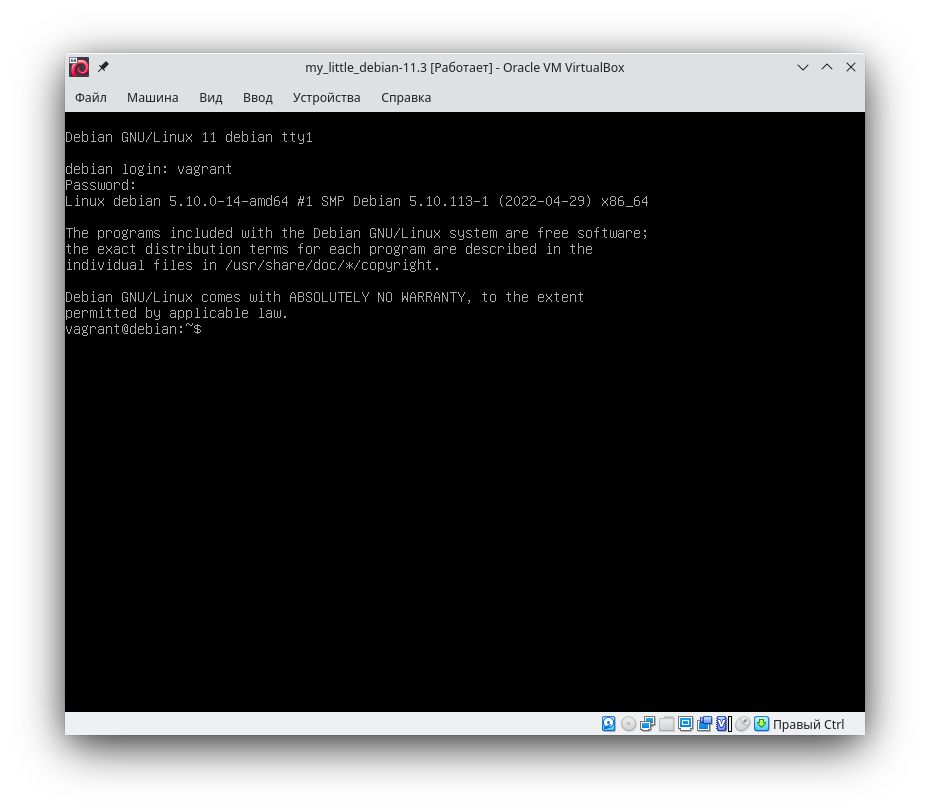 my_little_debian-11.3 [Работает] - Oracle VM VirtualBox
Файл Машина Вид Ввод Устройства Справка
Debian GNU/Linux 11 debian tty1
debian login: vagrant
Password:
Linux debian 5.10.0-14-amd64 #1 SMP Debian 5.10.113-1 (2022-04-29) x86_64
The programs included with the Debian GNU/Linux system are free software;
the exact distribution terms for each program are described in the
individual files in /usr/share/doc/*/copyright.
Debian GNU/Linux comes with ABSOLUTELY NO WARRANTY, to the extent
permitted by applicable law.
vagrant@debian:~$
Правый Ctrl